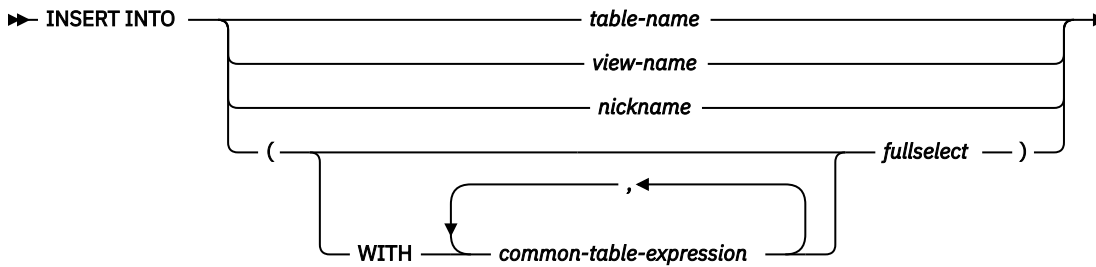 INSERT INTO table-name
view-name
nickname
( fullselect )
,
WITH common-table-expression